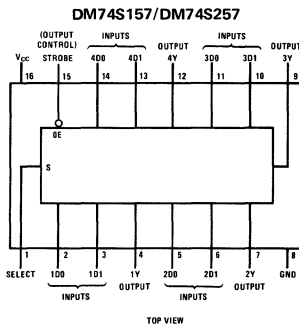 DM74S157/DM74S257
(OUTPUT CONTROL) INPUTS OUTPUT INPUTS OUTPUT
VCC STROBE 4D0 4D1 4Y 3D0 3D1 3Y
16 15 14 13 12 11 10 9
OE
S
1 2 3 4 5 6 7 8
SELECT 1D0 1D1 1Y 2D0 2D1 2Y GND
INPUTS OUTPUT INPUTS OUTPUT
TOP VIEW